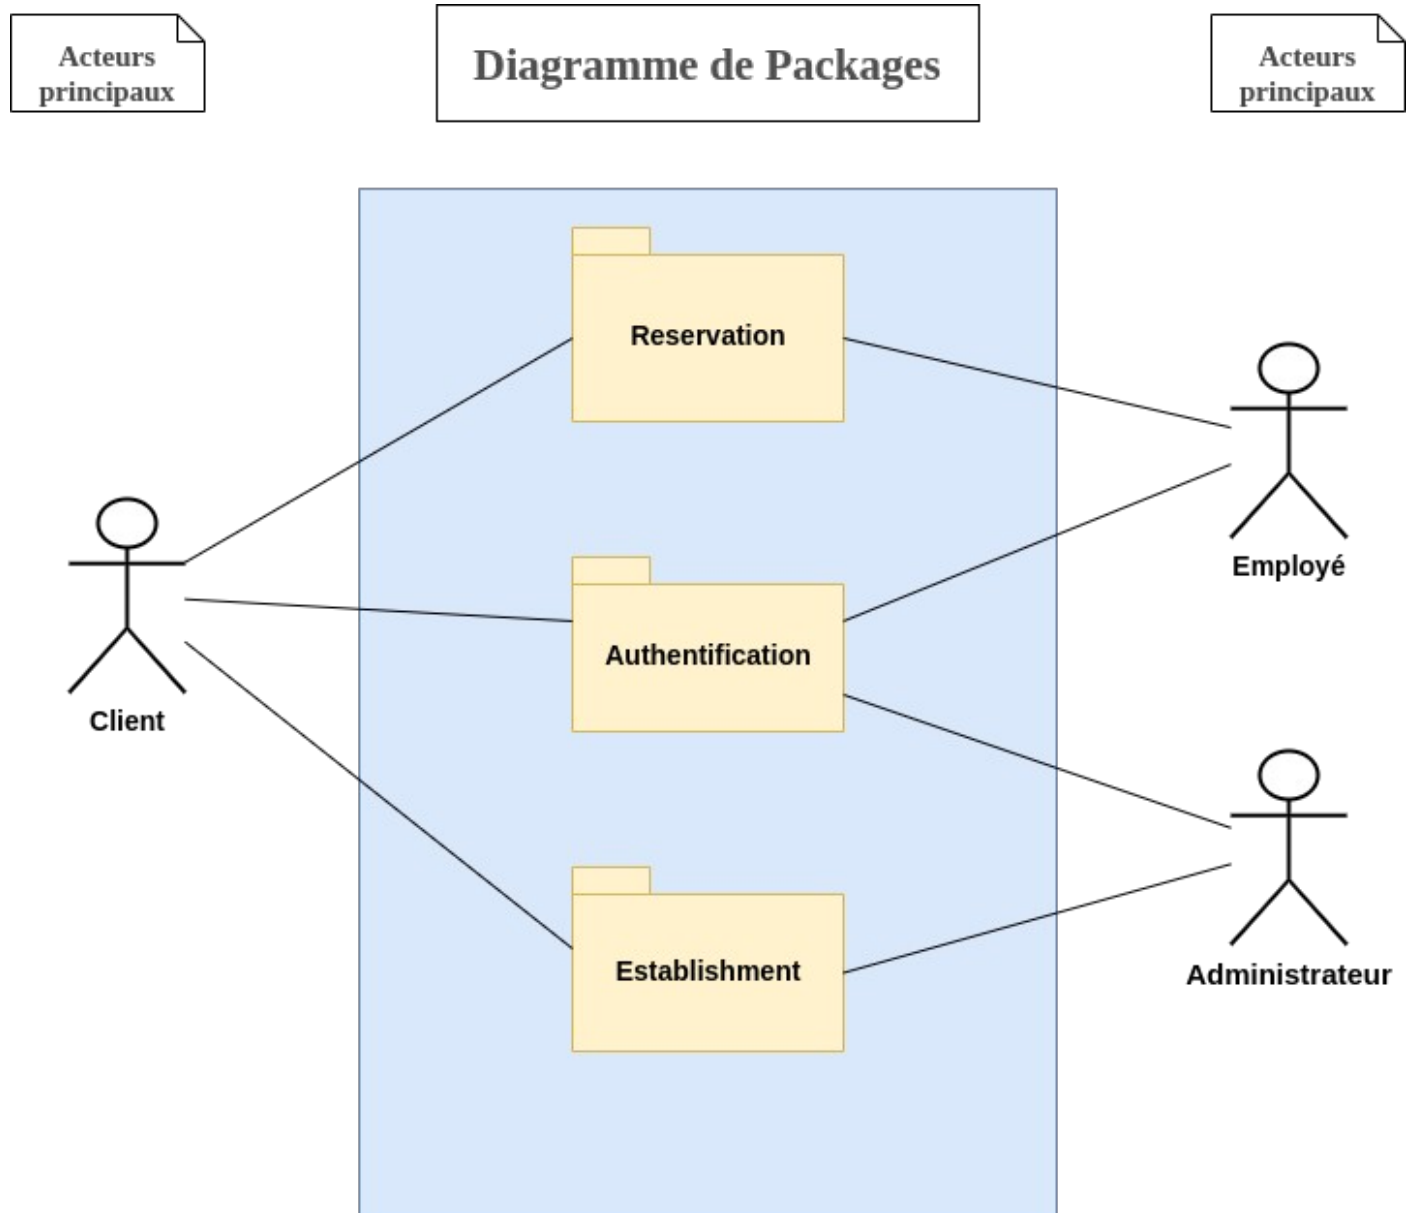 Acteurs
principaux
Diagramme de Packages
Acteurs
principaux
Reservation
Employé
Authentification
Client
Establishment
Administrateur